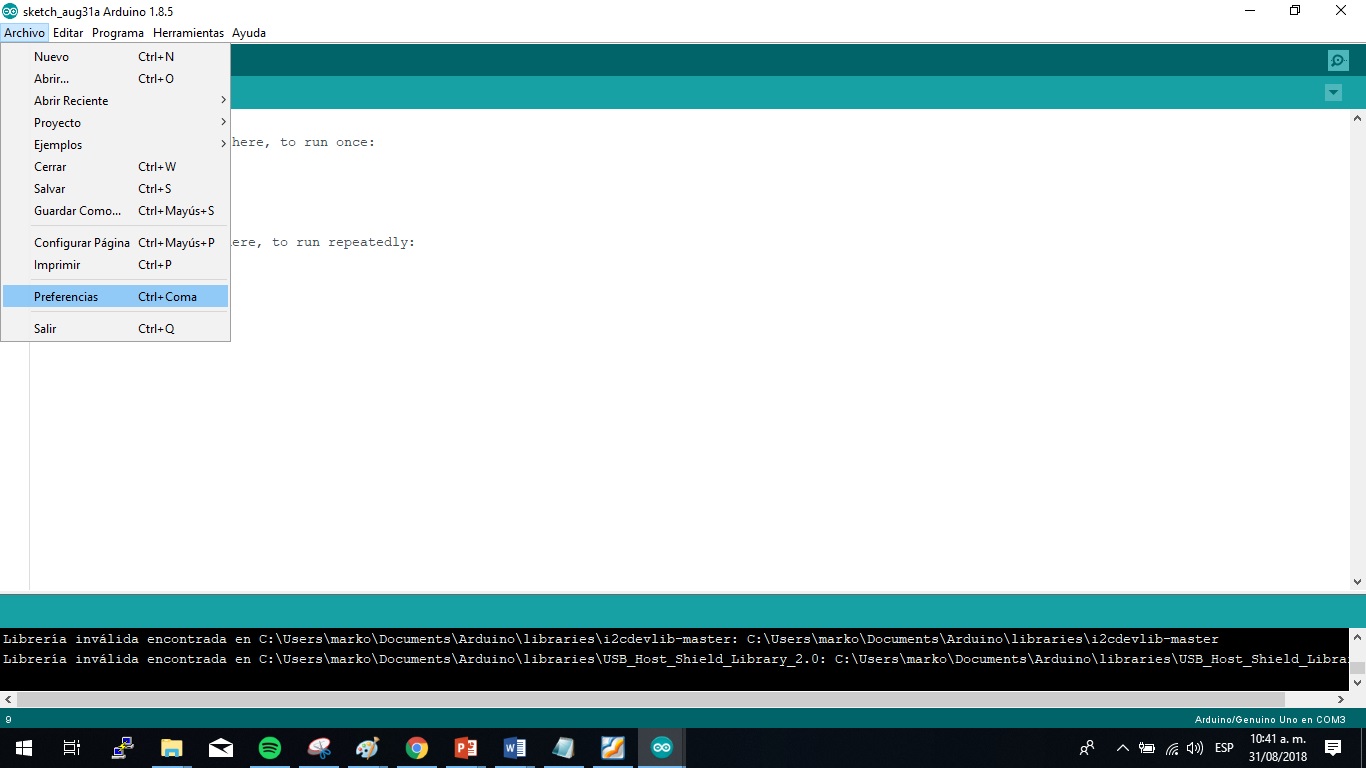 sketch_aug31a Arduino 1.8.5
Archivo Editar Programa Herramientas Ayuda
Nuevo Ctrl+N
Abrir... Ctrl+O
Abrir Reciente
Proyecto
Ejemplos
Cerrar Ctrl+W
Salvar Ctrl+S
Guardar Como... Ctrl+Mayús+S
Configurar Página Ctrl+Mayús+P
Imprimir Ctrl+P
Preferencias Ctrl+Coma
Salir Ctrl+Q
here, to run once:
ere, to run repeatedly:
Librería inválida encontrada en C:\Users\marko\Documents\Arduino\libraries\i2cdevlib-master: C:\Users\marko\Documents\Arduino\libraries\i2cdevlib-master
Librería inválida encontrada en C:\Users\marko\Documents\Arduino\libraries\USB_Host_Shield_Library_2.0: C:\Users\marko\Documents\Arduino\libraries\USB_Host_Shield_Libra
9 Arduino/Genuino Uno en COM3
ESP
10:41 a. m.
31/08/2018